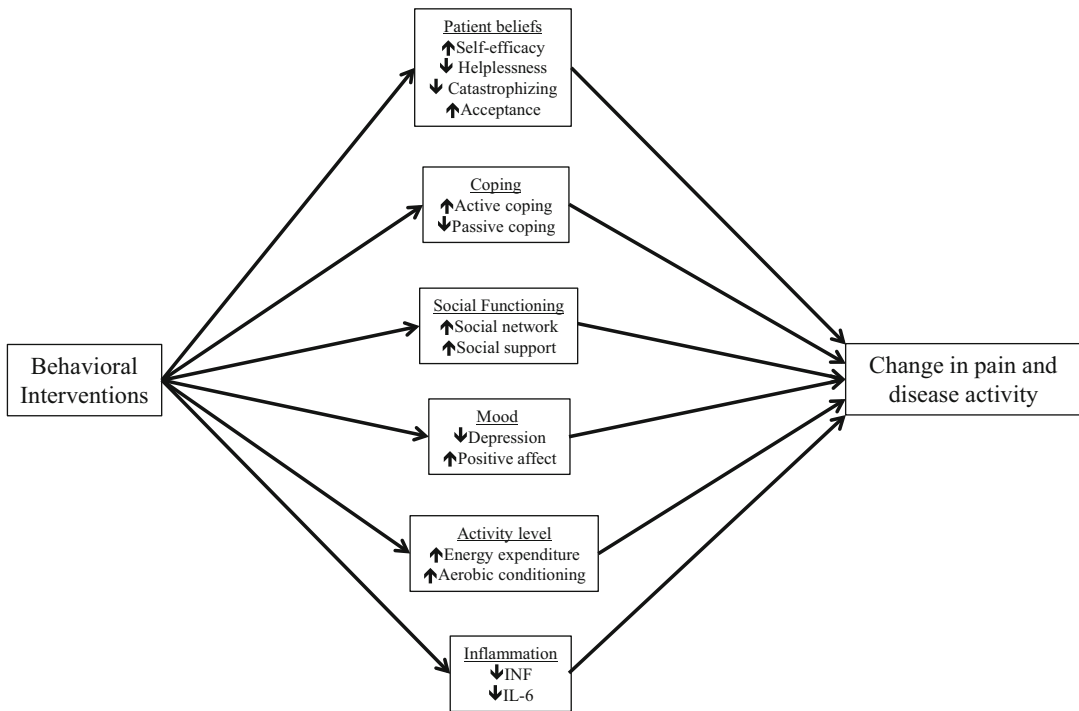 Patient beliefs
↑Self-efficacy
↓ Helplessness
↓ Catastrophizing
↑Acceptance
Coping
↑Active coping
↓Passive coping
Social Functioning
↑Social network
↑Social support
Behavioral
Interventions
Change in pain and
disease activity
Mood
↓Depression
↑Positive affect
Activity level
↑Energy expenditure
↑Aerobic conditioning
Inflammation
↓INF
↓IL-6